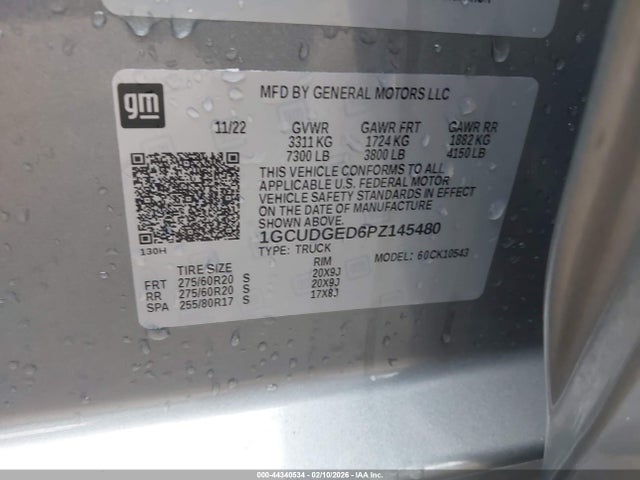 gm
MFD BY GENERAL MOTORS LLC
11/22 GVWR GAWR FRT GAWR RR
3311 KG 1724 KG 1882 KG
7300 LB 3800 LB 4150 LB
THIS VEHICLE CONFORMS TO ALL
APPLICABLE U.S. FEDERAL MOTOR
VEHICLE SAFETY STANDARDS IN EFFECT
ON THE DATE OF MANUFACTURE
SHOWN ABOVE.
1GCUDGED6PZ145480
TYPE: TRUCK MODEL: 60CK10543
130H
TIRE SIZE RIM
FRT 275/60R20 S 20X9J
RR 275/60R20 S 20X9J
SPA 255/80R17 S 17X8J
000-44340534 - 02/10/2026 - IAAI, Inc.